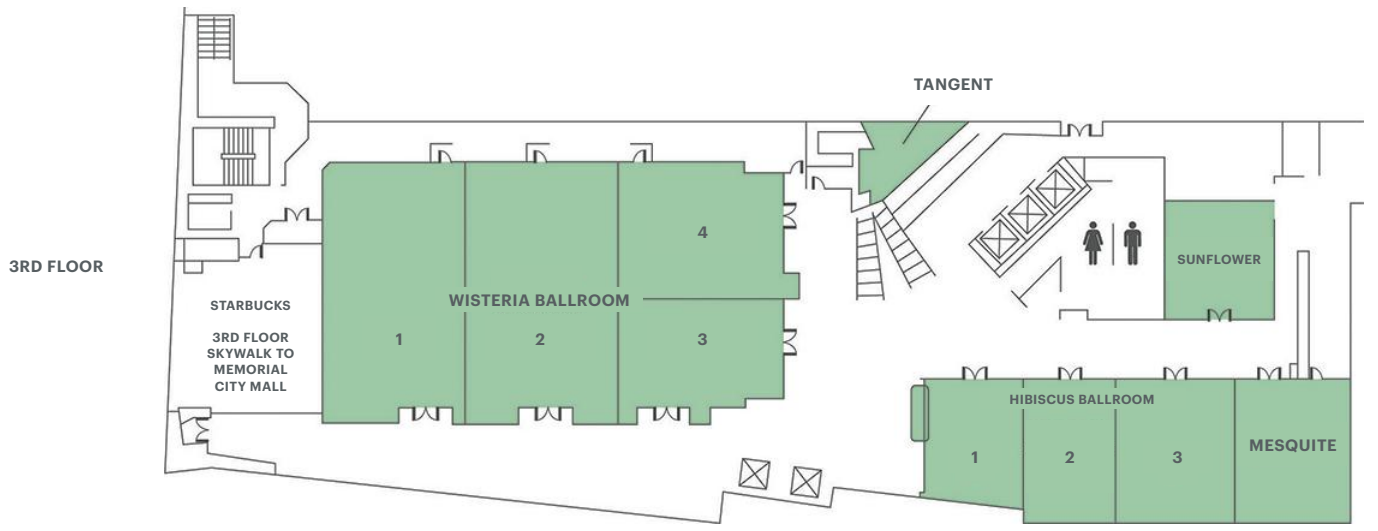 TANGENT
3RD FLOOR
4
SUNFLOWER
STARBUCKS
WISTERIA BALLROOM
3RD FLOOR
SKYWALK TO
MEMORIAL
CITY MALL
1
2
3
HIBISCUS BALLROOM
MESQUITE
1
2
3